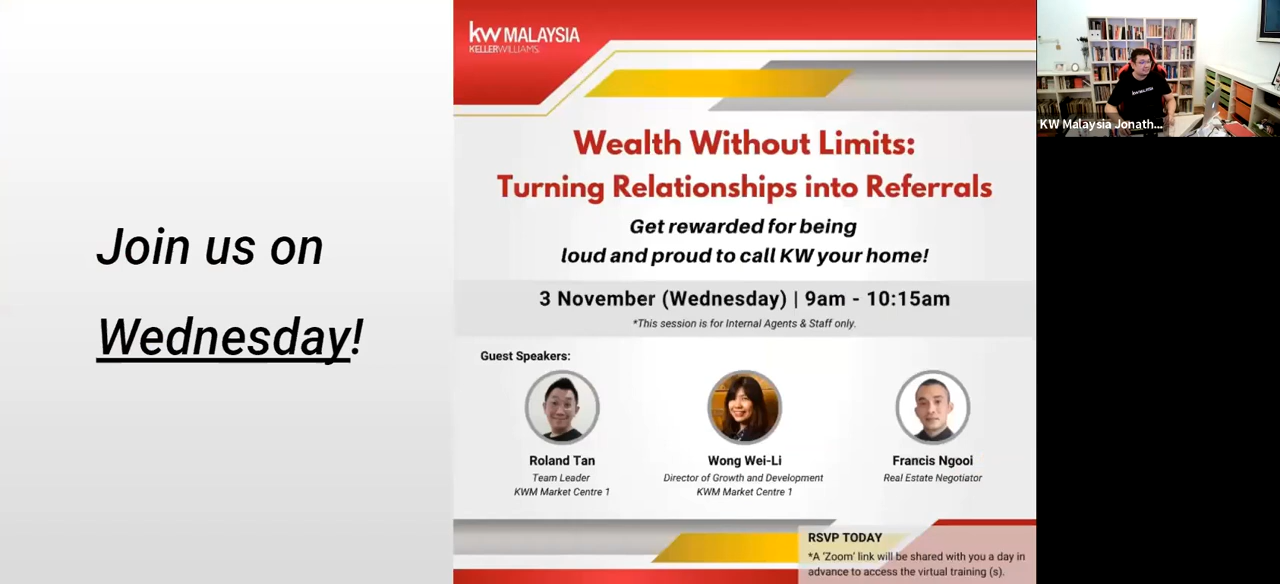 Join us on
Wednesday!
kw MALAYSIA
KELLERWILLIAMS.
Wealth Without Limits:
Turning Relationships into Referrals
Get rewarded for being
loud and proud to call KW your home!
3 November (Wednesday) | 9am - 10:15am
*This session is for Internal Agents & Staff only.
Guest Speakers:
Roland Tan
Team Leader
KWM Market Centre 1
Wong Wei-Li
Director of Growth and Development
KWM Market Centre 1
Francis Ngooi
Real Estate Negotiator
RSVP TODAY
*A 'Zoom' link will be shared with you a day in
advance to access the virtual training (s).
KW Malaysia Jonath...
kw MALAYSIA